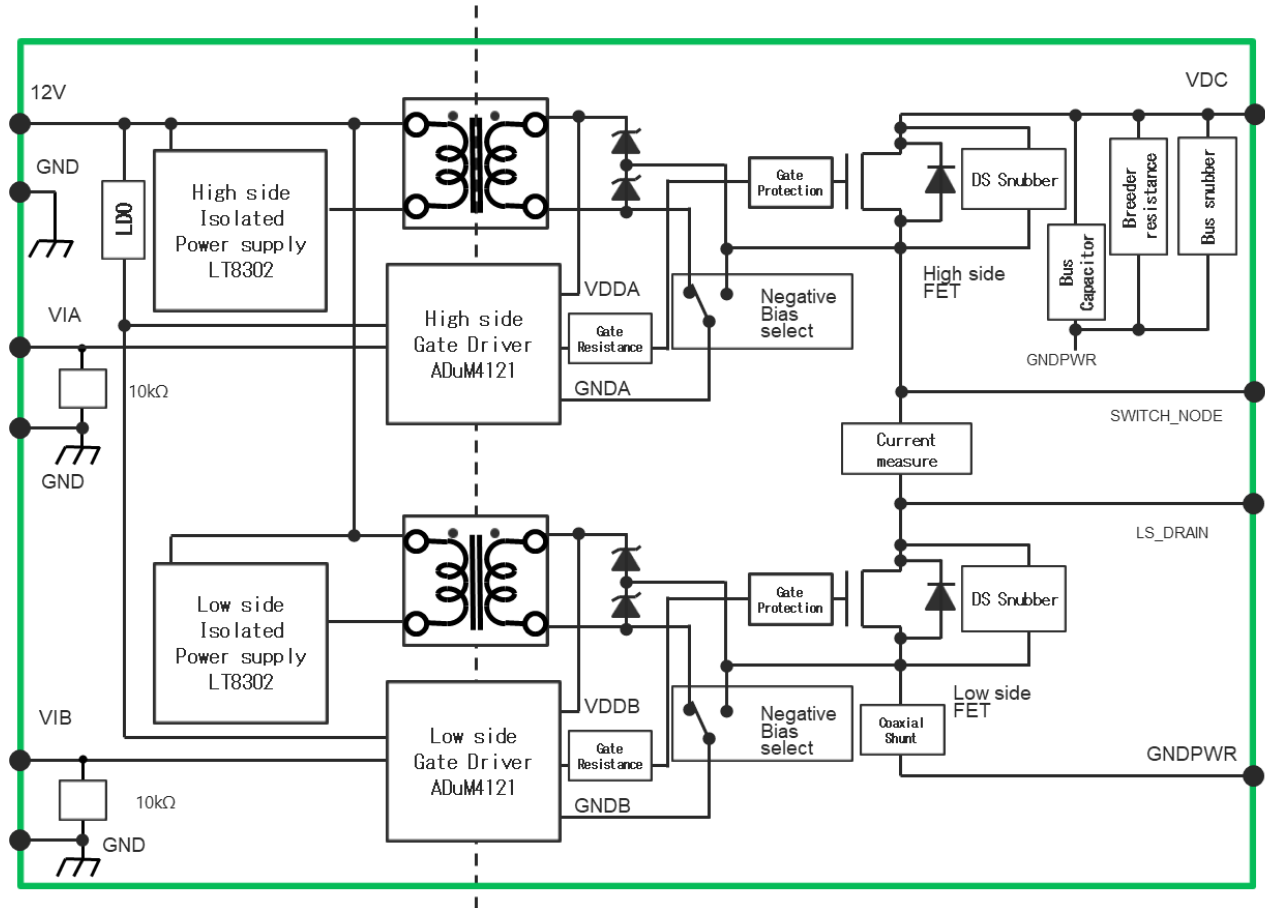 12V
VDC
GND
LDO
High side
Isolated
Power supply
LT8302
Gate
Protection
DS Snubber
Bus
Capacitor
Breeder
resistance
Bus snubber
High side
FET
VDDA
Negative
Bias
select
VIA
High side
Gate Driver
ADuM4121
Gate
Resistance
GNDA
GNDPWR
10kΩ
SWITCH_NODE
GND
Current
measure
LS_DRAIN
Low side
Isolated
Power supply
LT8302
Gate
Protection
DS Snubber
Low side
FET
VDDB
Negative
Bias
select
VIB
Low side
Gate Driver
ADuM4121
Gate
Resistance
Coaxial
Shunt
GNDPWR
GNDB
10kΩ
GND